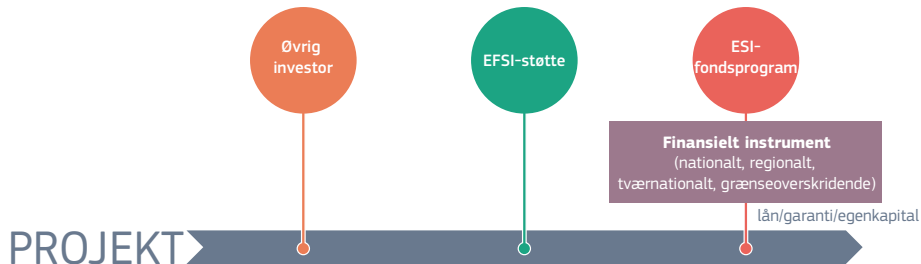 Øvrig
investor
EFSI-støtte
ESI-
fondsprogram
Finansielt instrument
(nationalt, regionalt,
tværnationalt, grænseoverskridende)
lån/garanti/egenkapital
PROJEKT